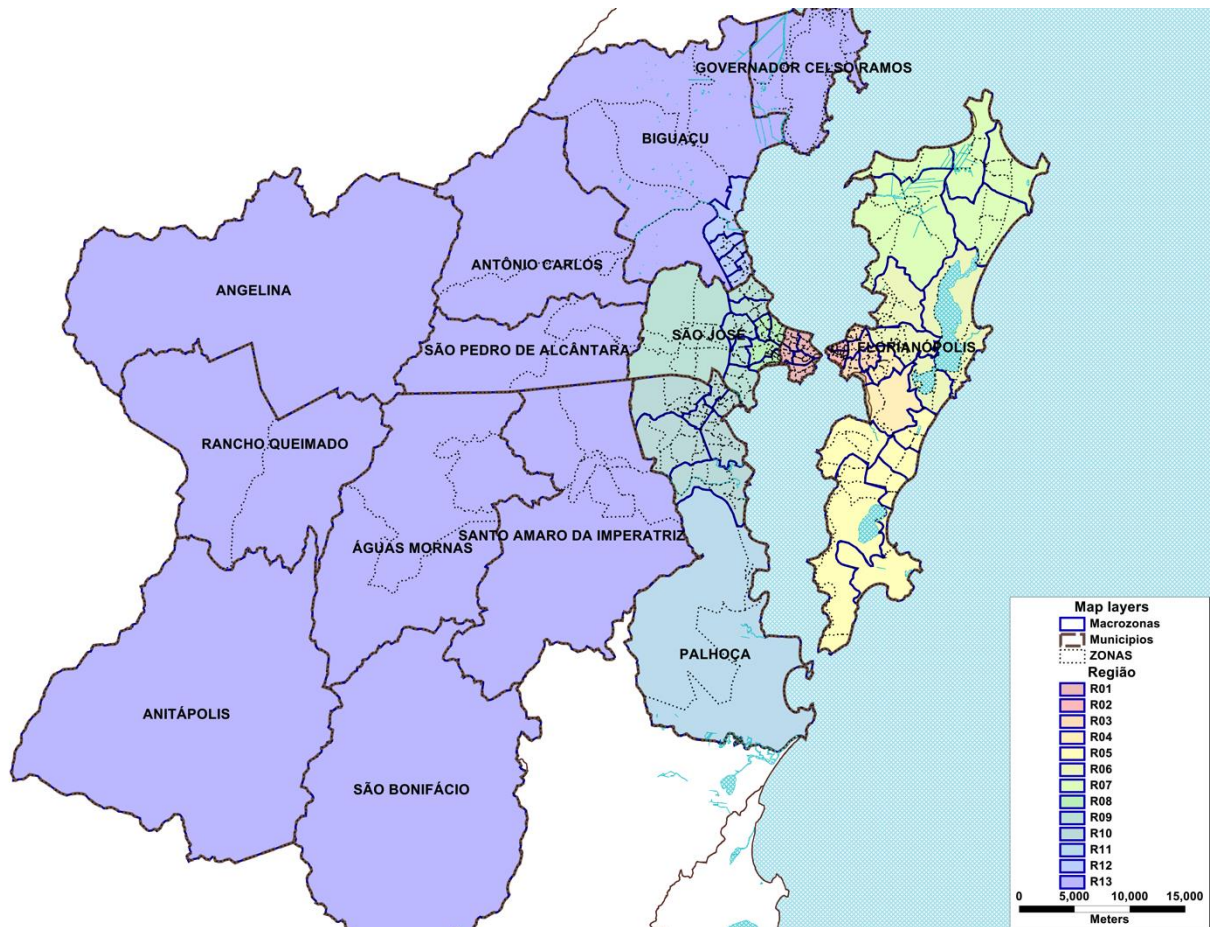 GOVERNADOR CELSO RAMOS
BIGUAÇU
ANTÔNIO CARLOS
ANGELINA
SÃO JOSÉ
FLORIANÓPOLIS
SÃO PEDRO DE ALCÂNTARA
RANCHO QUEIMADO
SANTO AMARO DA IMPERATRIZ
ÁGUAS MORNAS
PALHOÇA
ANITÁPOLIS
SÃO BONIFÁCIO
Map layers
Macrozonas
Municipios
ZONAS
Região
R01
R02
R03
R04
R05
R06
R07
R08
R09
R10
R11
R12
R13
0 5,000 10,000 15,000
Meters